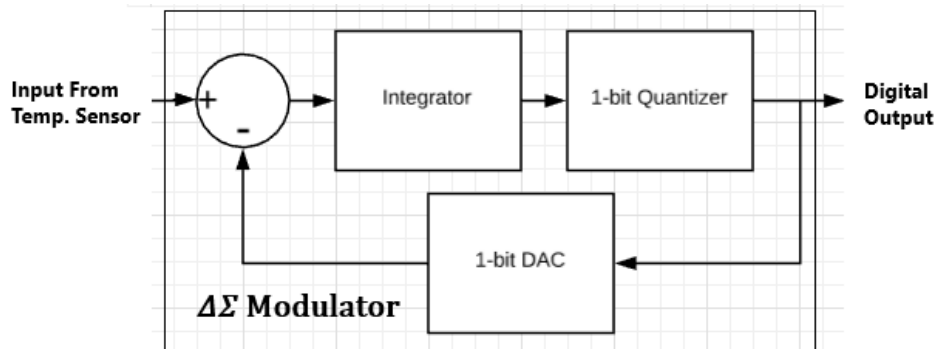 Input From
Temp. Sensor
+
-
Integrator
1-bit Quantizer
Digital
Output
1-bit DAC
ΔΣ Modulator